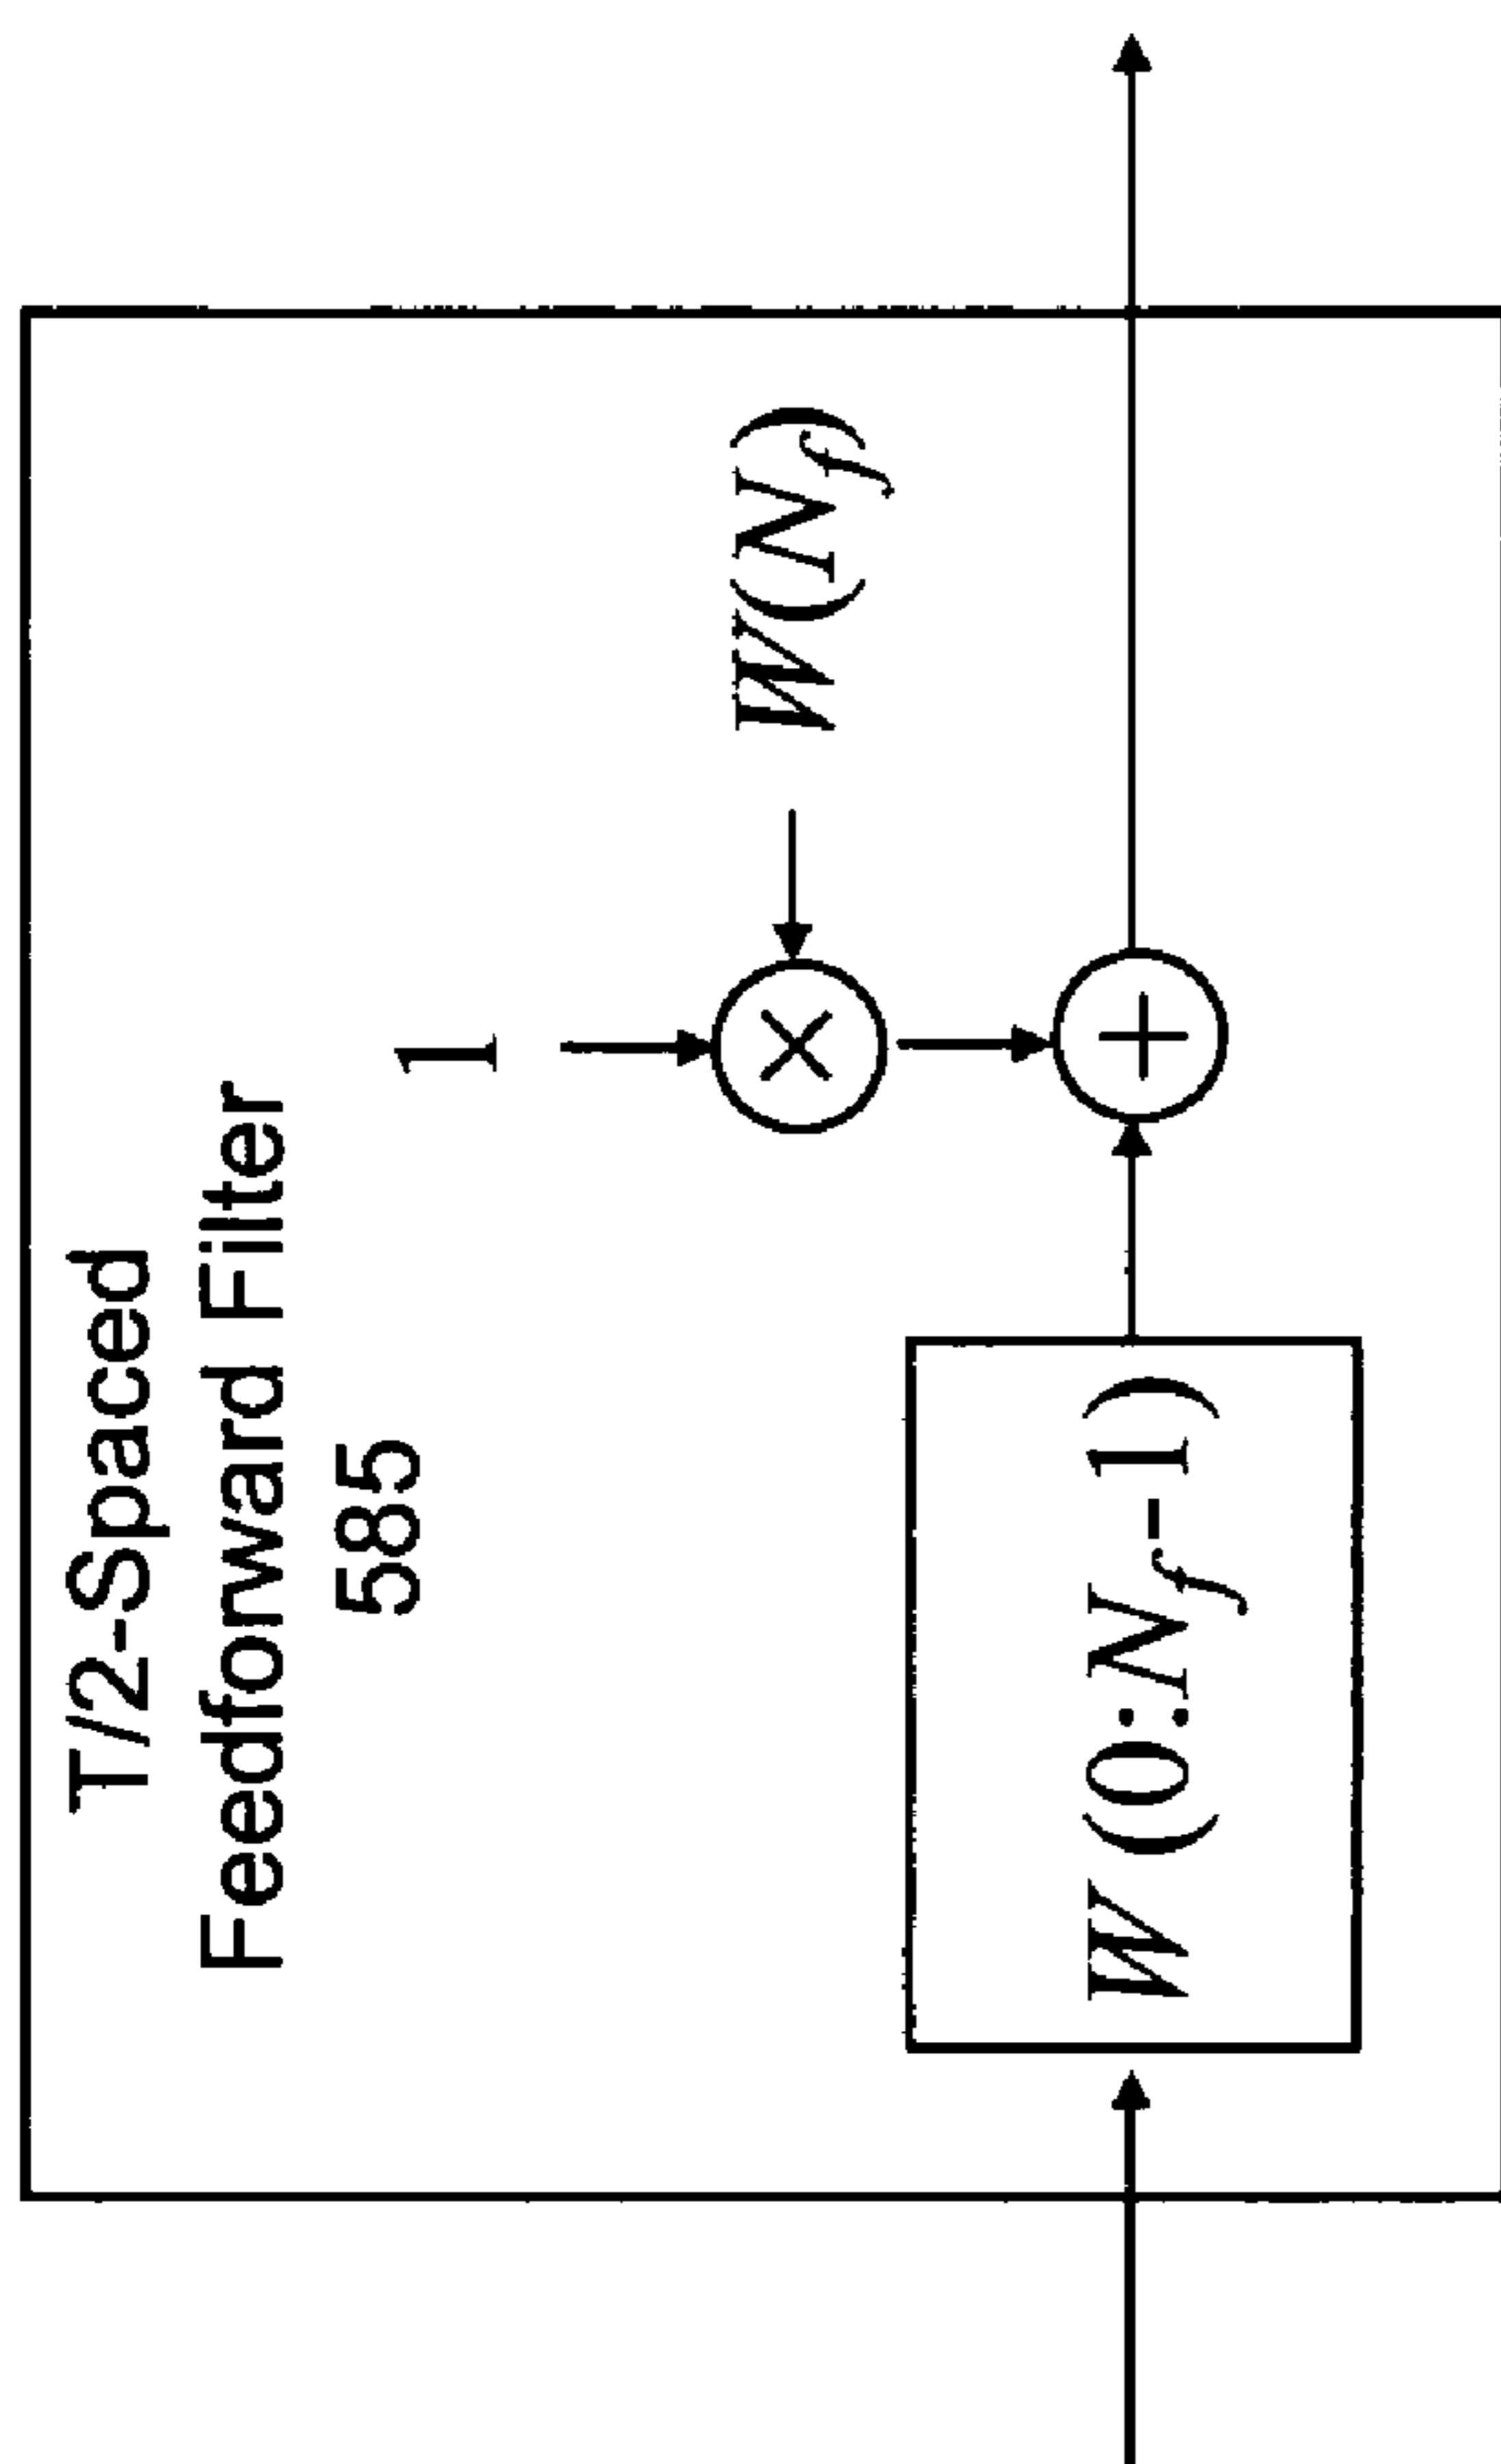 T/2-Spaced
Feedforward Filter
585
1
W(N_f)
×
+
W (0:N_f-1)